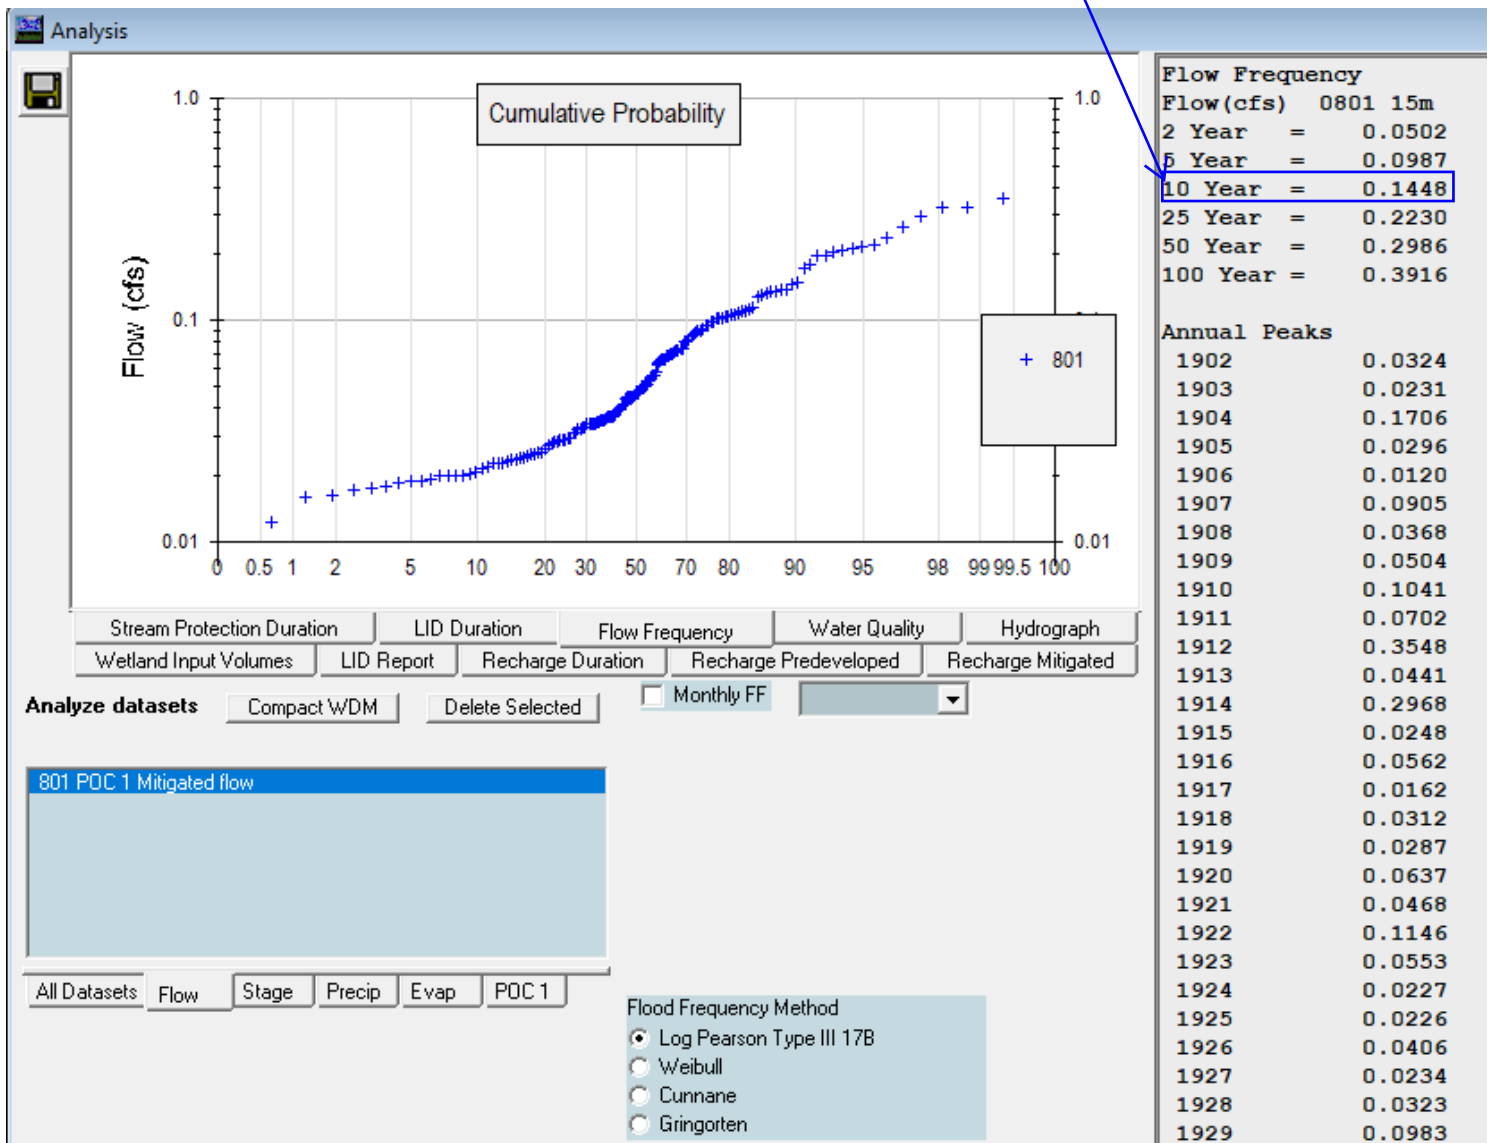 Analysis
Cumulative Probability
1.0
0.1
0.01
Flow (cfs)
1.0
0.01
801
0 0.5 1 2 5 10 20 30 50 70 80 90 95 98 99 99.5 100
Stream Protection Duration LID Duration Flow Frequency Water Quality Hydrograph
Wetland Input Volumes LID Report Recharge Duration Recharge Predeveloped Recharge Mitigated
Analyze datasets Compact WDM Delete Selected Monthly FF
801 POC 1 Mitigated flow
All Datasets Flow Stage Precip Evap POC 1
Flood Frequency Method
Log Pearson Type III 17B
Weibull
Cunnane
Gringorten
Flow Frequency
Flow(cfs) 0801 15m
2 Year = 0.0502
5 Year = 0.0987
10 Year = 0.1448
25 Year = 0.2230
50 Year = 0.2986
100 Year = 0.3916
Annual Peaks
1902 0.0324
1903 0.0231
1904 0.1706
1905 0.0296
1906 0.0120
1907 0.0905
1908 0.0368
1909 0.0504
1910 0.1041
1911 0.0702
1912 0.3548
1913 0.0441
1914 0.2968
1915 0.0248
1916 0.0562
1917 0.0162
1918 0.0312
1919 0.0287
1920 0.0637
1921 0.0468
1922 0.1146
1923 0.0553
1924 0.0227
1925 0.0226
1926 0.0406
1927 0.0234
1928 0.0323
1929 0.0983